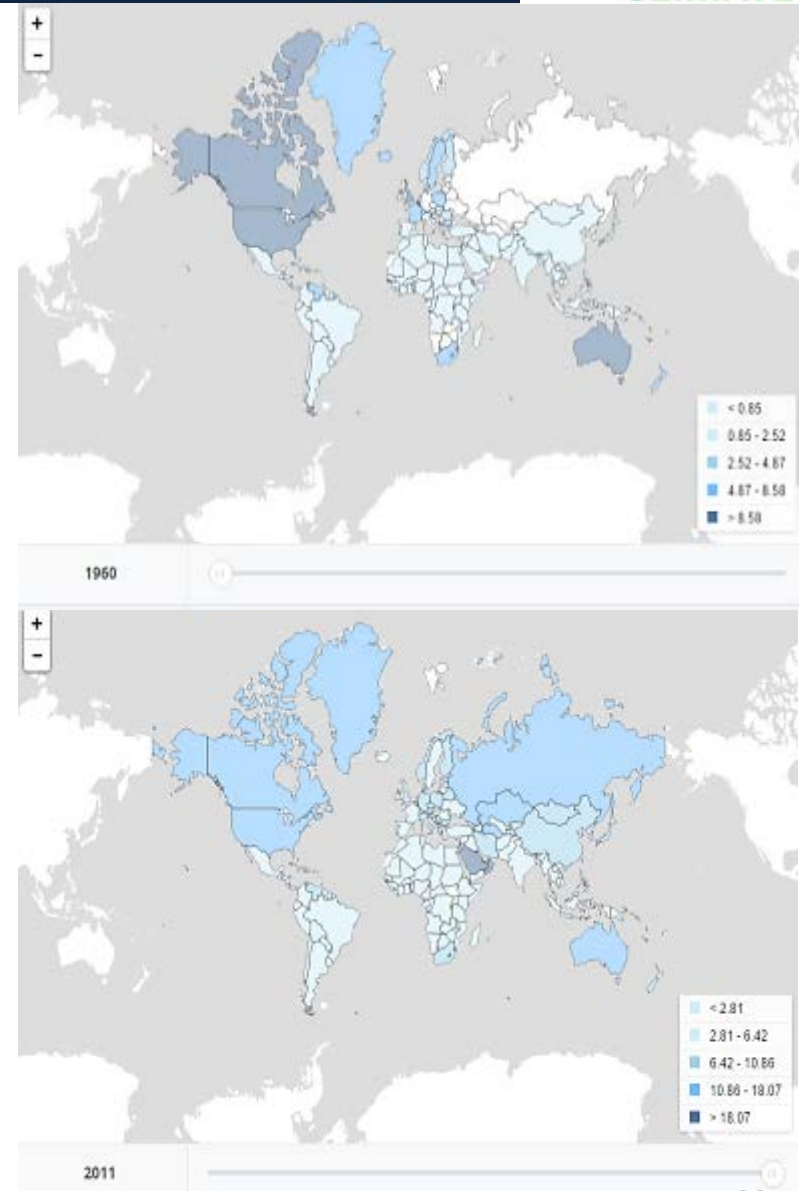 +
-
< 0.85
0.85 - 2.52
2.52 - 4.87
4.87 - 8.58
> 8.58
1960
+
-
< 2.81
2.81 - 6.42
6.42 - 10.86
10.86 - 18.07
> 18.07
2011